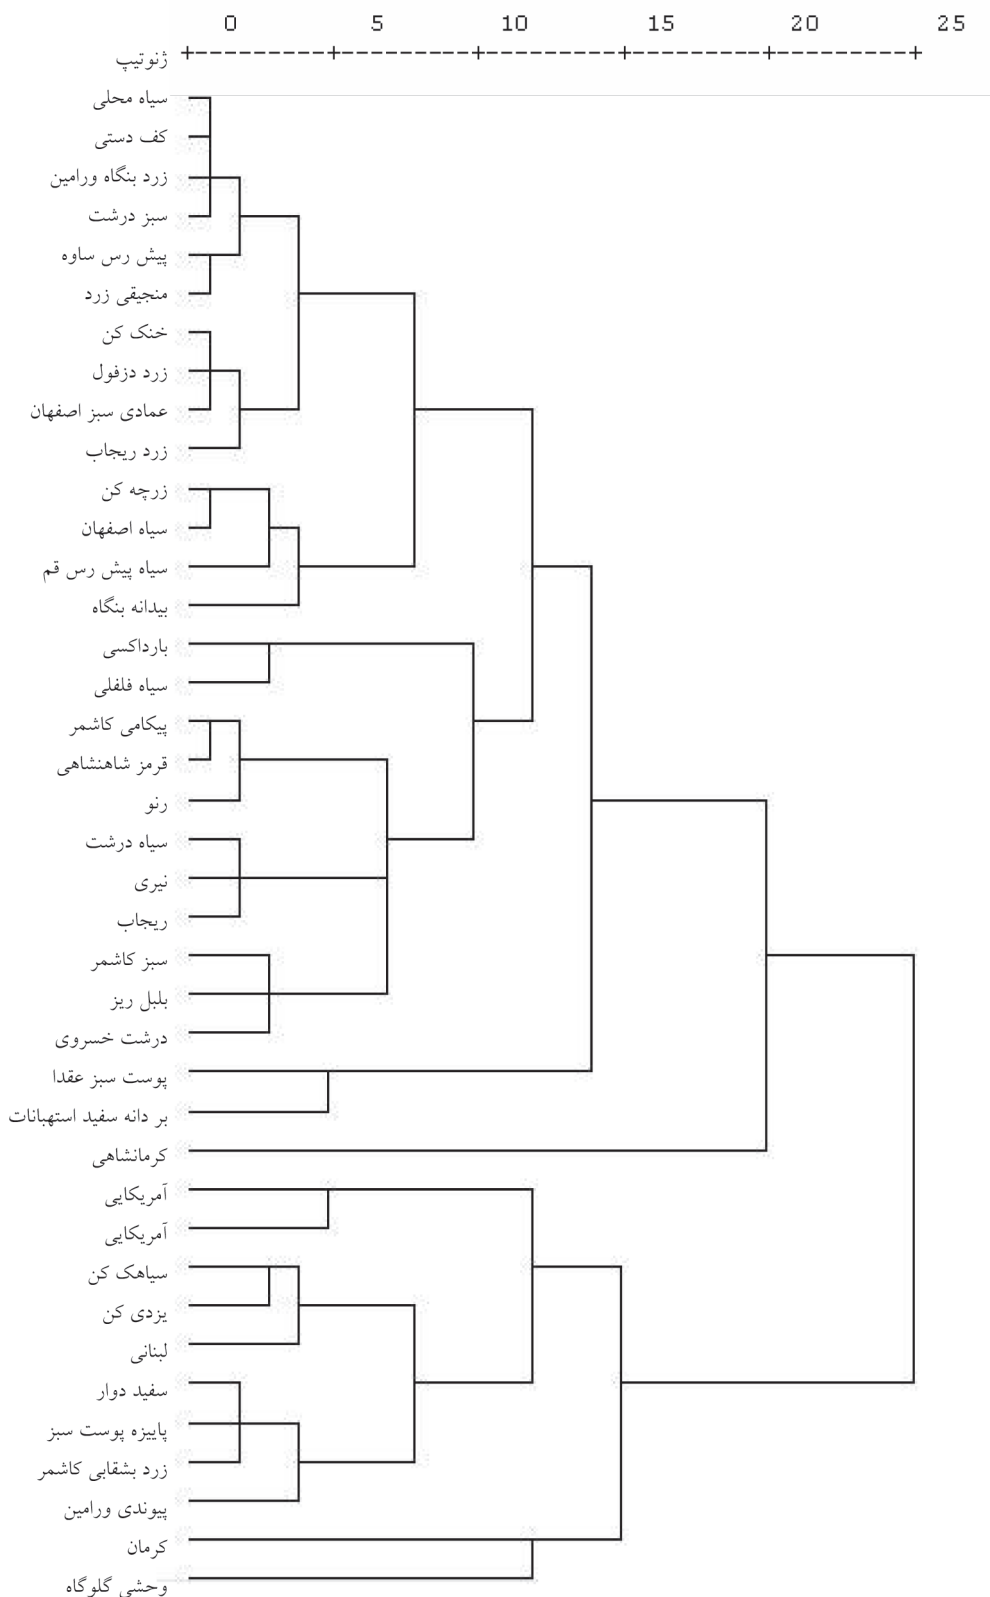 0 5 10 15 20 25
ژنوتیپ
سیاه محلی
کف دستی
زرد بنگاه ورامین
سبز درشت
پیش رس ساوه
منجیقی زرد
خنک کن
زرد دزفول
عمادی سبز اصفهان
زرد ریجاب
زرچه کن
سیاه اصفهان
سیاه پیش رس قم
بیدانه بنگاه
بارداکسی
سیاه فلفلی
پیکامی کاشمر
قرمز شاهنشاهی
رنو
سیاه درشت
نیری
ریجاب
سبز کاشمر
بلبل ریز
درشت خسروی
پوست سبز عقدا
بر دانه سفید استهبانات
کرمانشاهی
آمریکایی
آمریکایی
سیاهک کن
یزدی کن
لبنانی
سفید دوار
پاییزه پوست سبز
زرد بشقابی کاشمر
پیوندی ورامین
کرمان
وحشی گلوگاه